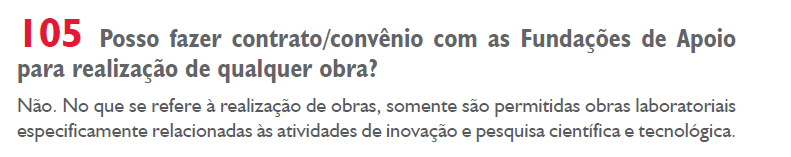 105 Posso fazer contrato/convênio com as Fundações de Apoio
para realização de qualquer obra?
Não. No que se refere à realização de obras, somente são permitidas obras laboratoriais
especificamente relacionadas às atividades de inovação e pesquisa científica e tecnológica.